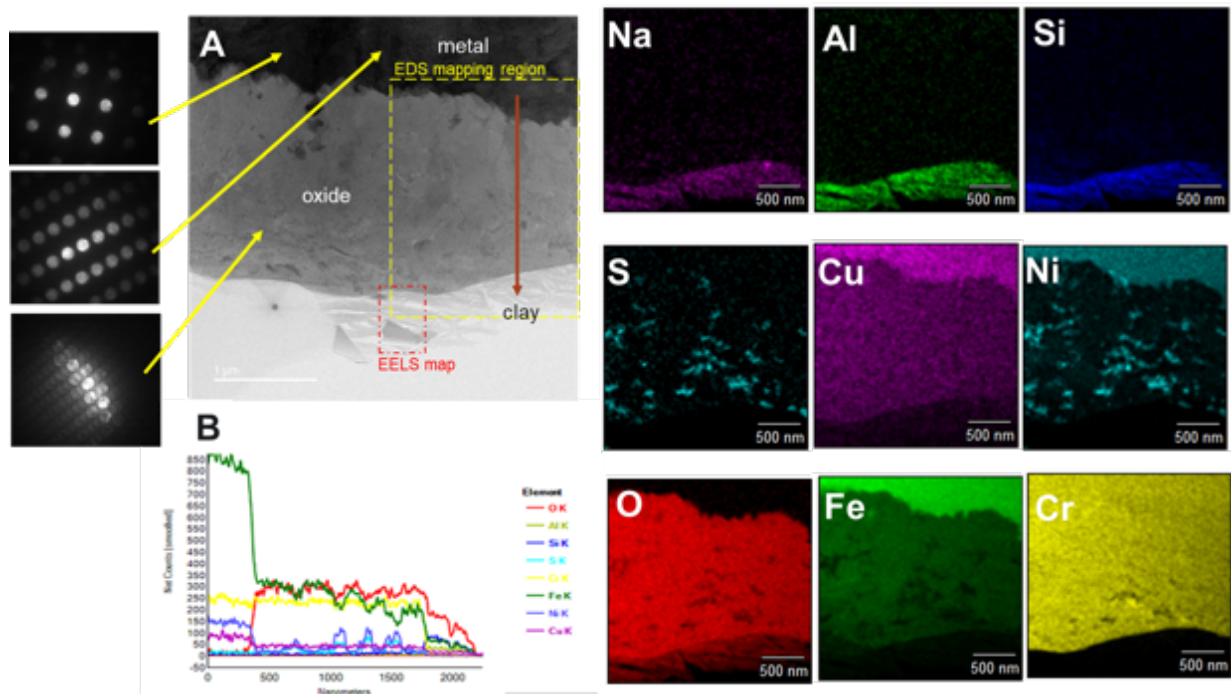 A
metal
EDS mapping region
oxide
clay
EELS map
1 µm
B
Net Counts (smoothed)
850
800
750
700
650
600
550
500
450
400
350
300
250
200
150
100
50
0
-50
0
500
1000
1500
2000
Nanometers
Element
O K
Al K
Si K
S K
Cr K
Fe K
Ni K
Cu K
Na
500 nm
Al
500 nm
Si
500 nm
S
500 nm
Cu
500 nm
Ni
500 nm
O
500 nm
Fe
500 nm
Cr
500 nm